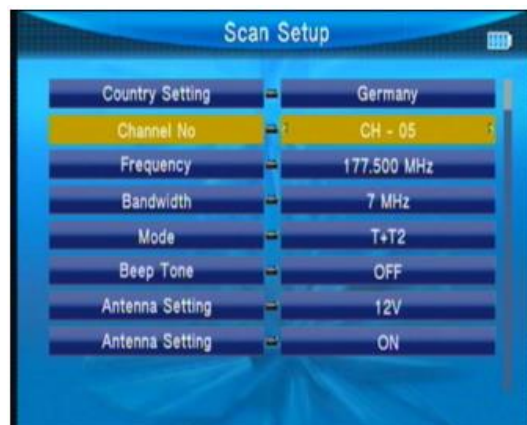 Scan Setup
Country Setting Germany
Channel No CH - 05
Frequency 177.500 MHz
Bandwidth 7 MHz
Mode T+T2
Beep Tone OFF
Antenna Setting 12V
Antenna Setting ON